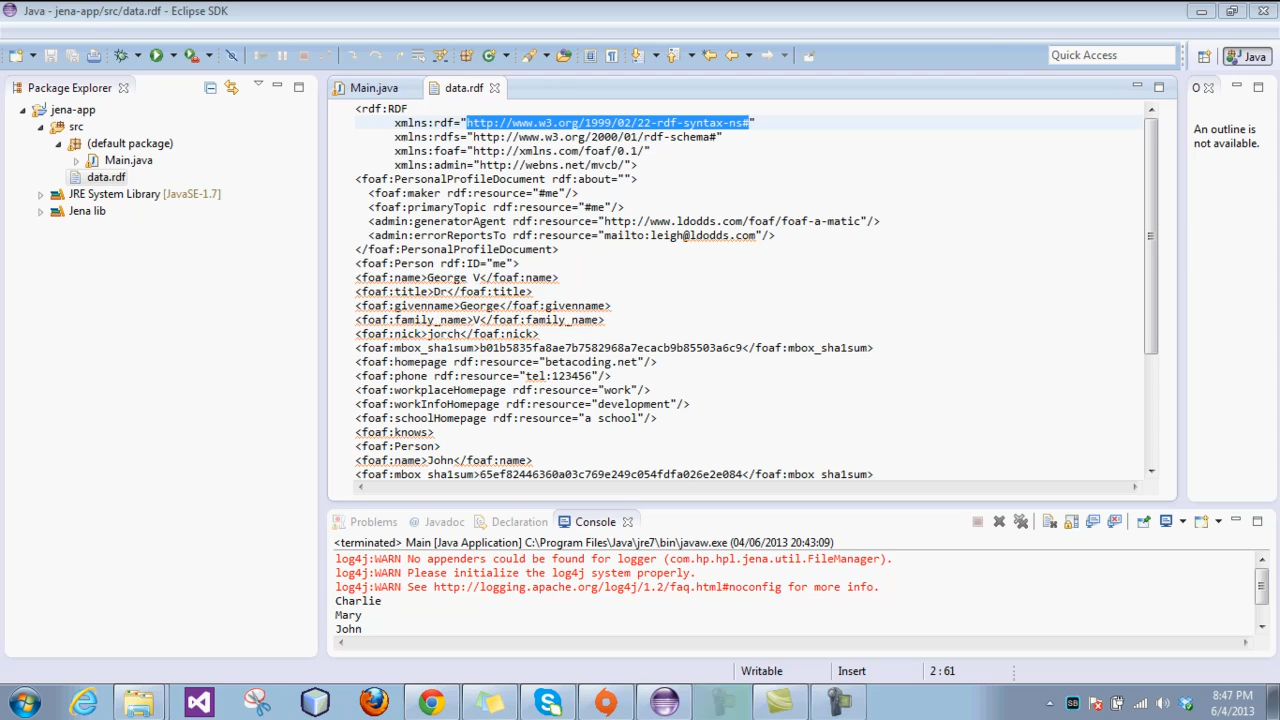 Java - jena-app/src/data.rdf - Eclipse SDK
Quick Access
Java
Package Explorer
jena-app
src
(default package)
Main.java
data.rdf
JRE System Library [JavaSE-1.7]
Jena lib
Main.java
data.rdf
<rdf:RDF
xmlns:rdf="http://www.w3.org/1999/02/22-rdf-syntax-ns#"
xmlns:rdfs="http://www.w3.org/2000/01/rdf-schema#"
xmlns:foaf="http://xmlns.com/foaf/0.1/"
xmlns:admin="http://webns.net/mvcb/">
<foaf:PersonalProfileDocument rdf:about="">
<foaf:maker rdf:resource="#me"/>
<foaf:primaryTopic rdf:resource="#me"/>
<admin:generatorAgent rdf:resource="http://www.ldodds.com/foaf/foaf-a-matic"/>
<admin:errorReportsTo rdf:resource="mailto:leigh@ldodds.com"/>
</foaf:PersonalProfileDocument>
<foaf:Person rdf:ID="me">
<foaf:name>George V</foaf:name>
<foaf:title>Dr</foaf:title>
<foaf:givenname>George</foaf:givenname>
<foaf:family_name>V</foaf:family_name>
<foaf:nick>jorch</foaf:nick>
<foaf:mbox_sha1sum>b01b5835fa8ae7b7582968a7ecacb9b85503a6c9</foaf:mbox_sha1sum>
<foaf:homepage rdf:resource="betacoding.net"/>
<foaf:phone rdf:resource="tel:123456"/>
<foaf:workplaceHomepage rdf:resource="work"/>
<foaf:workInfoHomepage rdf:resource="development"/>
<foaf:schoolHomepage rdf:resource="a school"/>
<foaf:knows>
<foaf:Person>
<foaf:name>John</foaf:name>
<foaf:mbox_sha1sum>65ef82446360a03c769e249c054fdfa026e2e084</foaf:mbox_sha1sum>
O
An outline is
not available.
Problems
@ Javadoc
Declaration
Console
<terminated> Main [Java Application] C:\Program Files\Java\jre7\bin\javaw.exe (04/06/2013 20:43:09)
log4j:WARN No appenders could be found for logger (com.hp.hpl.jena.util.FileManager).
log4j:WARN Please initialize the log4j system properly.
log4j:WARN See http://logging.apache.org/log4j/1.2/faq.html#noconfig for more info.
Charlie
Mary
John
Writable
Insert
2 : 61
SB
8:47 PM
6/4/2013